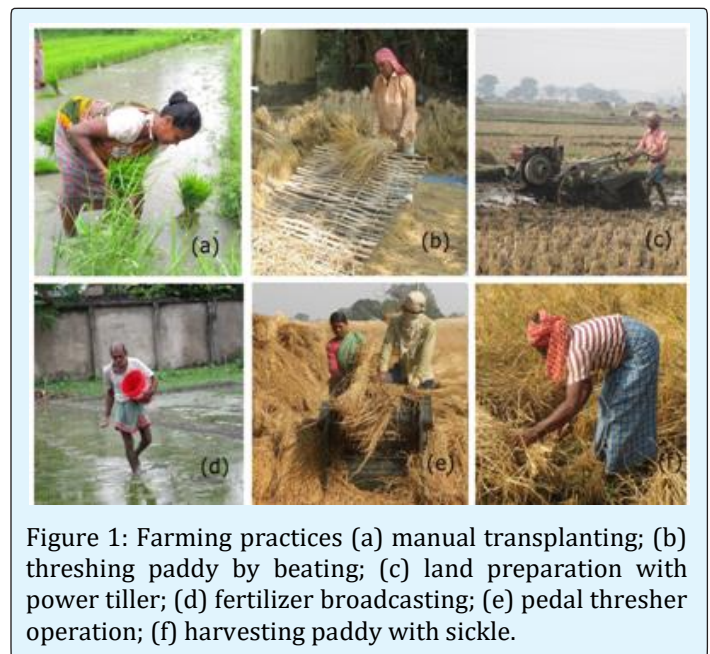 (a)
(b)
(c)
(d)
(e)
(f)
Figure 1: Farming practices (a) manual transplanting; (b)
threshing paddy by beating; (c) land preparation with
power tiller; (d) fertilizer broadcasting; (e) pedal thresher
operation; (f) harvesting paddy with sickle.